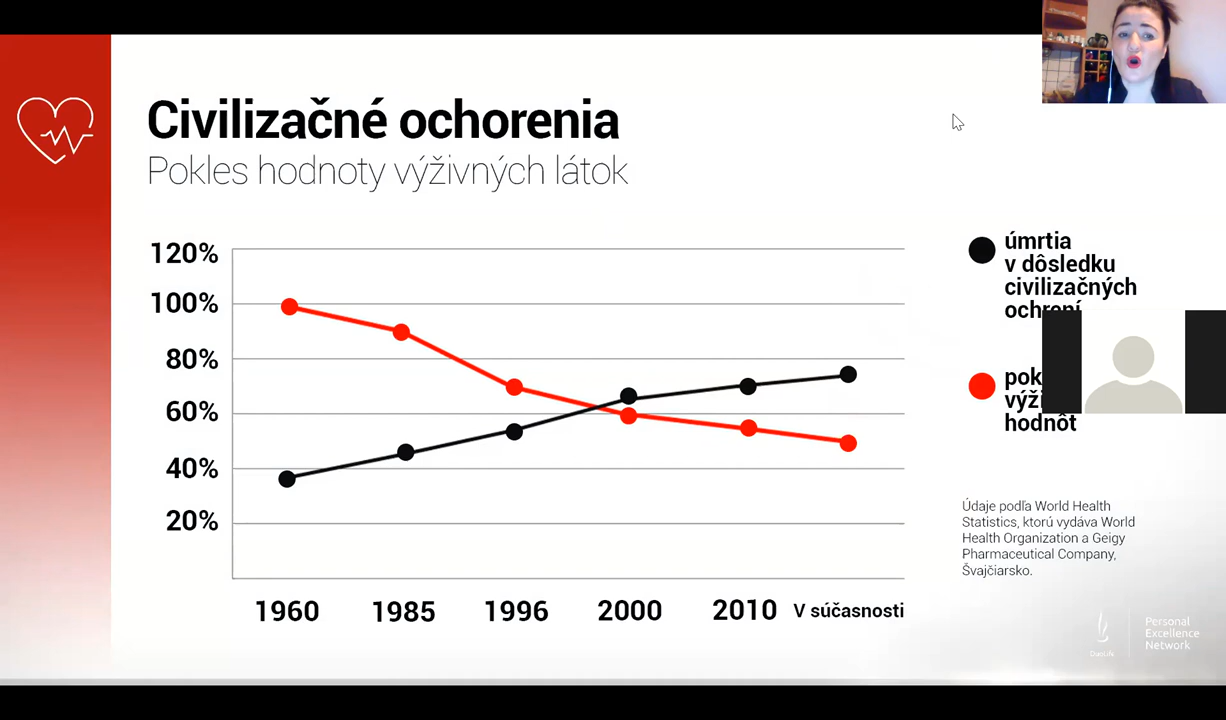 Civilizačné ochorenia
Pokles hodnoty výživných látok
120%
100%
80%
60%
40%
20%
1960
1985
1996
2000
2010
V súčasnosti
úmrtia
v dôsledku
civilizačných
hodnôt
Údaje podľa World Health
Statistics, ktorú vydáva World
Health Organization a Geigy
Pharmaceutical Company,
Švajčiarsko.
DuoLife
Personal
Excellence
Network